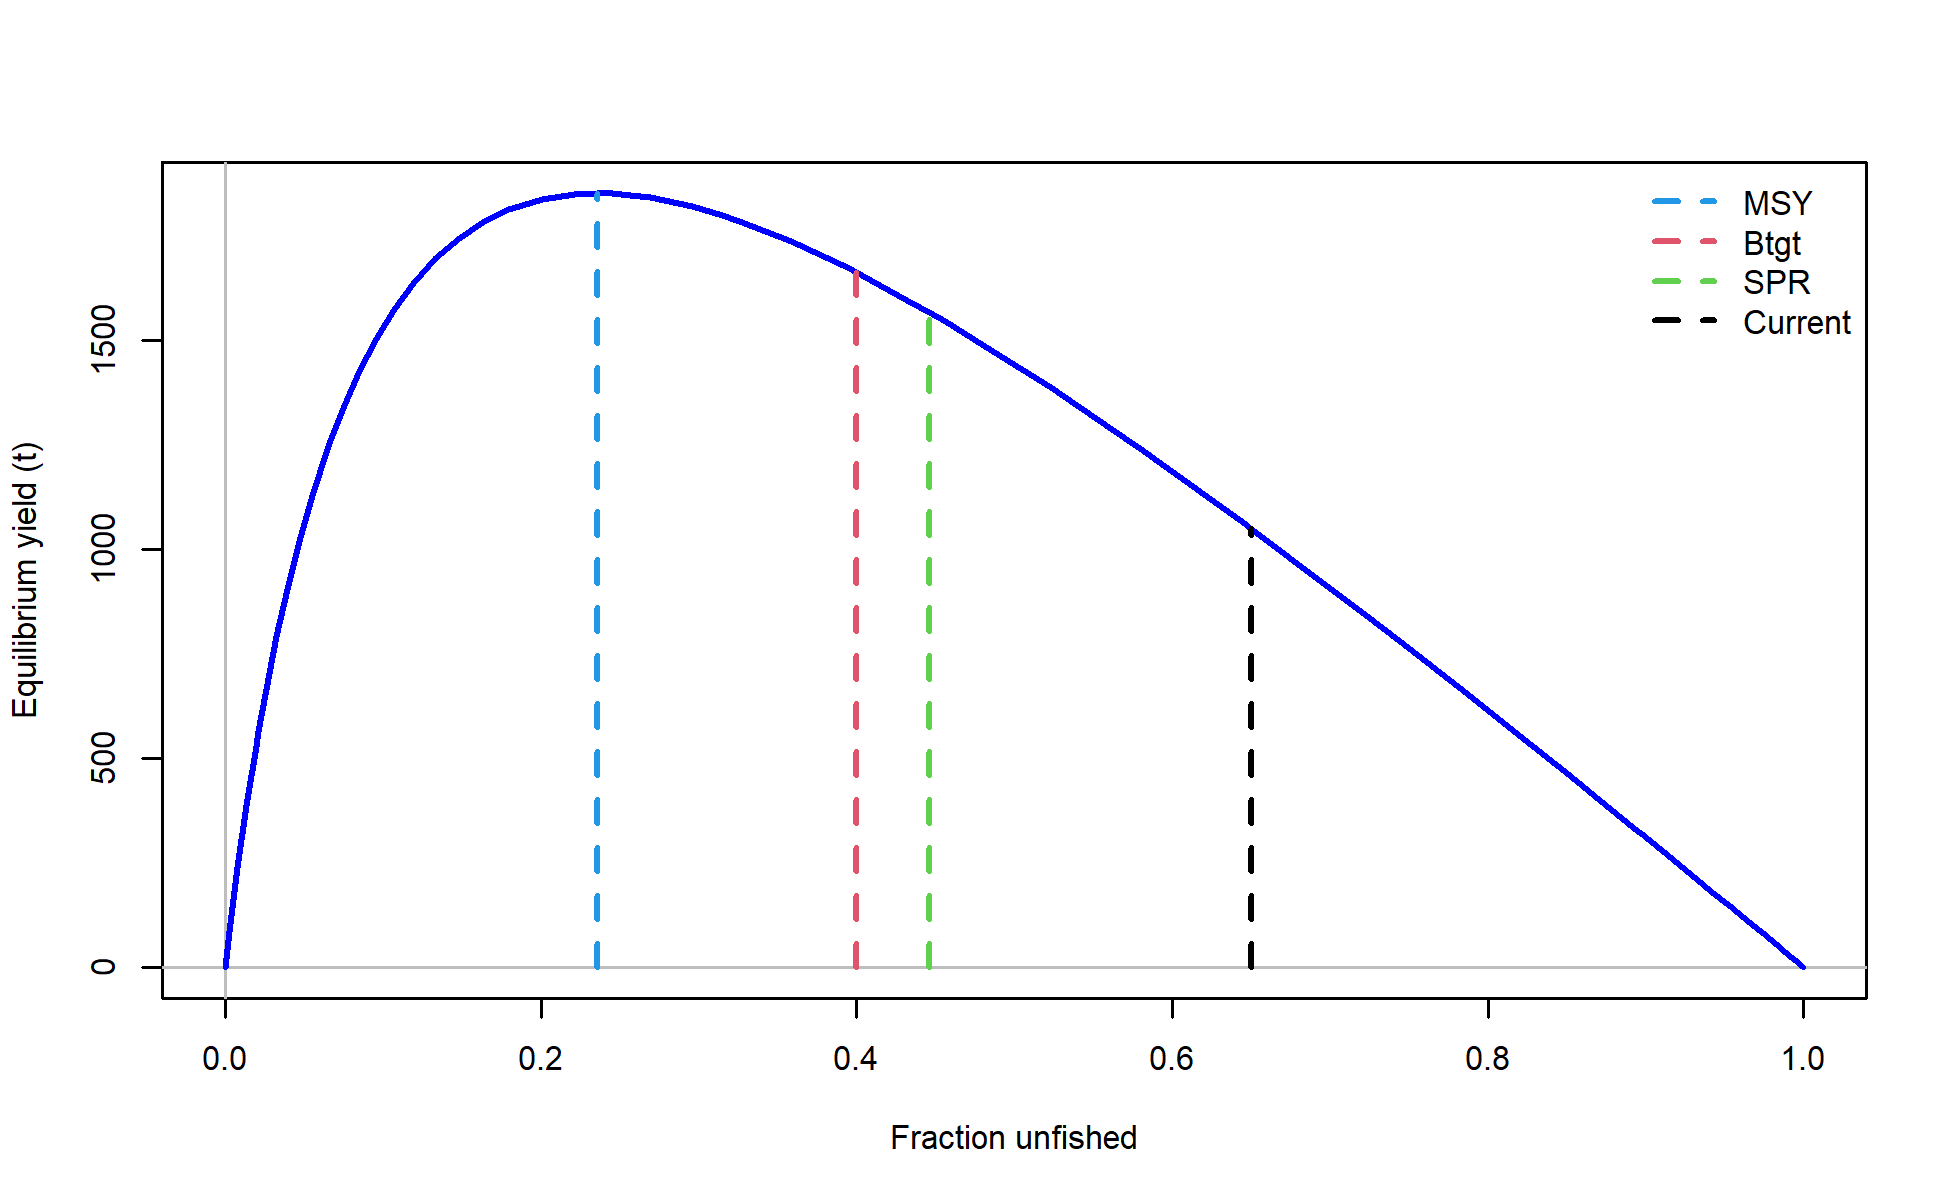 MSY
Btgt
SPR
Current
Equilibrium yield (t)
1500
1000
500
0
0.0 0.2 0.4 0.6 0.8 1.0
Fraction unfished